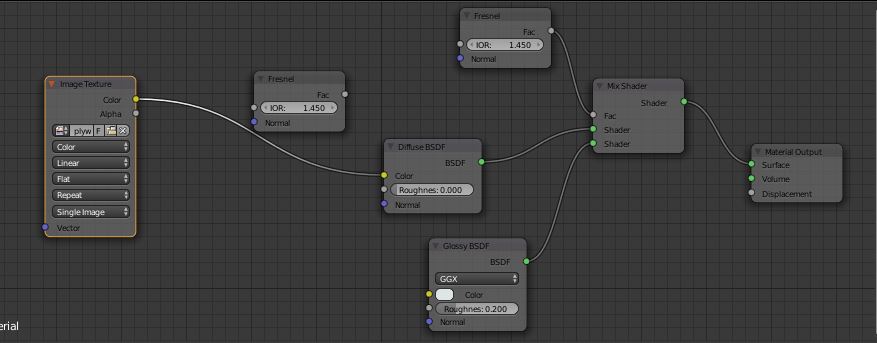 Image Texture
Color
Alpha
plyw F
Color
Linear
Flat
Repeat
Single Image
Vector
Fresnel
Fac
IOR: 1.450
Normal
Fresnel
Fac
IOR: 1.450
Normal
Diffuse BSDF
BSDF
Color
Roughnes: 0.000
Normal
Glossy BSDF
BSDF
GGX
Color
Roughnes: 0.200
Normal
Mix Shader
Shader
Fac
Shader
Shader
Material Output
Surface
Volume
Displacement
erial